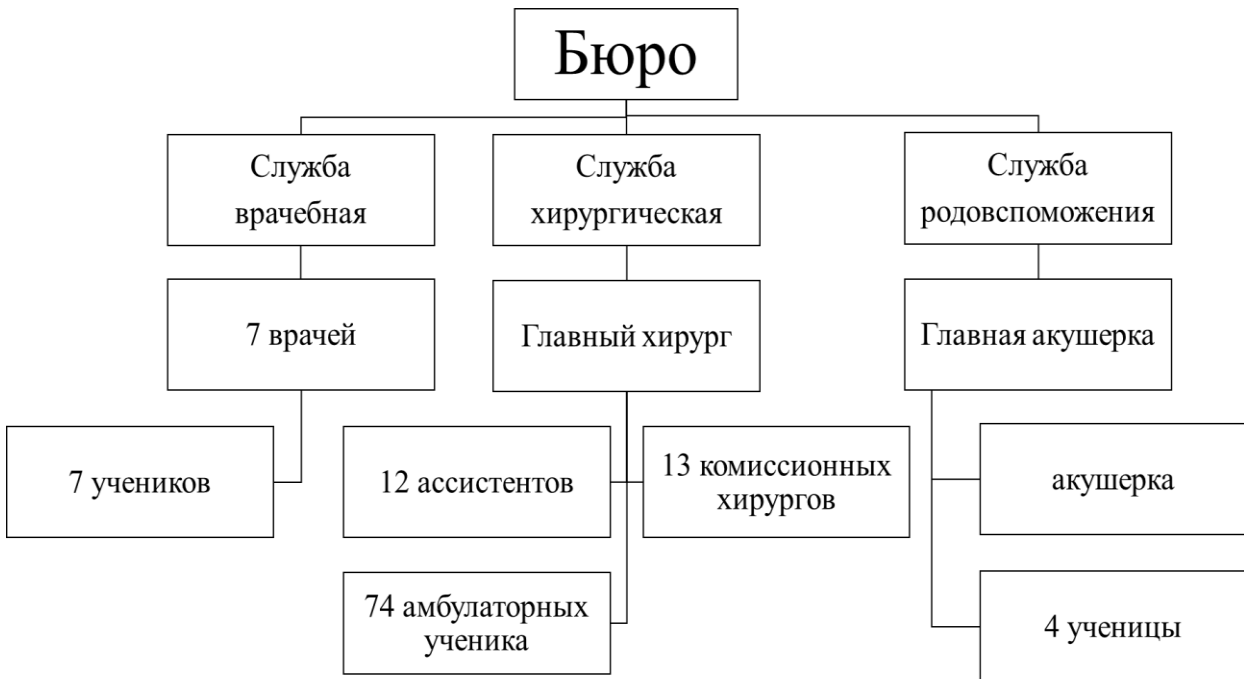 Бюро
Служба
врачебная
Служба
хирургическая
Служба
родовспоможения
7 врачей
Главный хирург
Главная акушерка
7 учеников
12 ассистентов
13 комиссионных
хирургов
акушерка
74 амбулаторных
ученика
4 ученицы